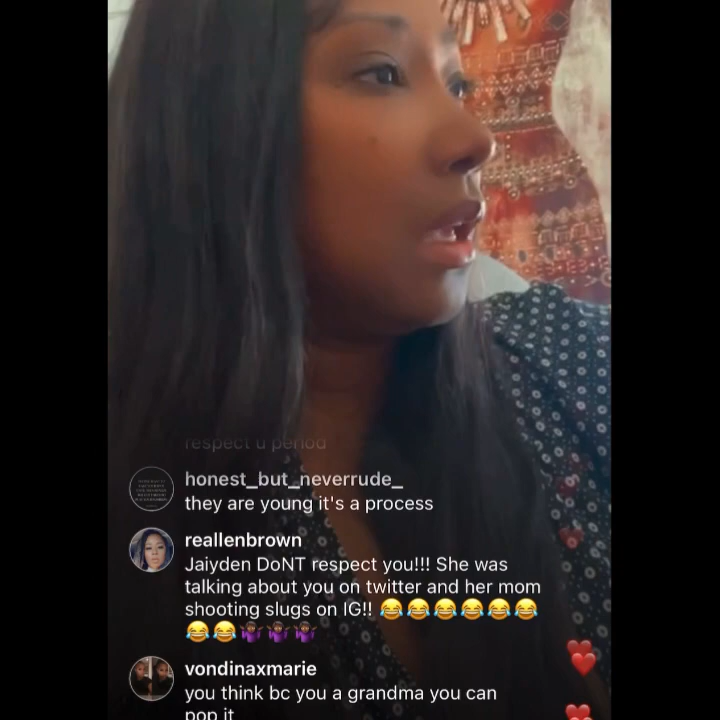 respect u period
honest_but_neverrude_
they are young it's a process
reallenbrown
Jaiyden DoNT respect you!!! She was
talking about you on twitter and her mom
shooting slugs on IG!! 😂😂😂😂😂😂
😂😂🤷🏾‍♀️🤷🏾‍♀️🤷🏾‍♀️
vondinaxmarie
you think bc you a grandma you can
pop it